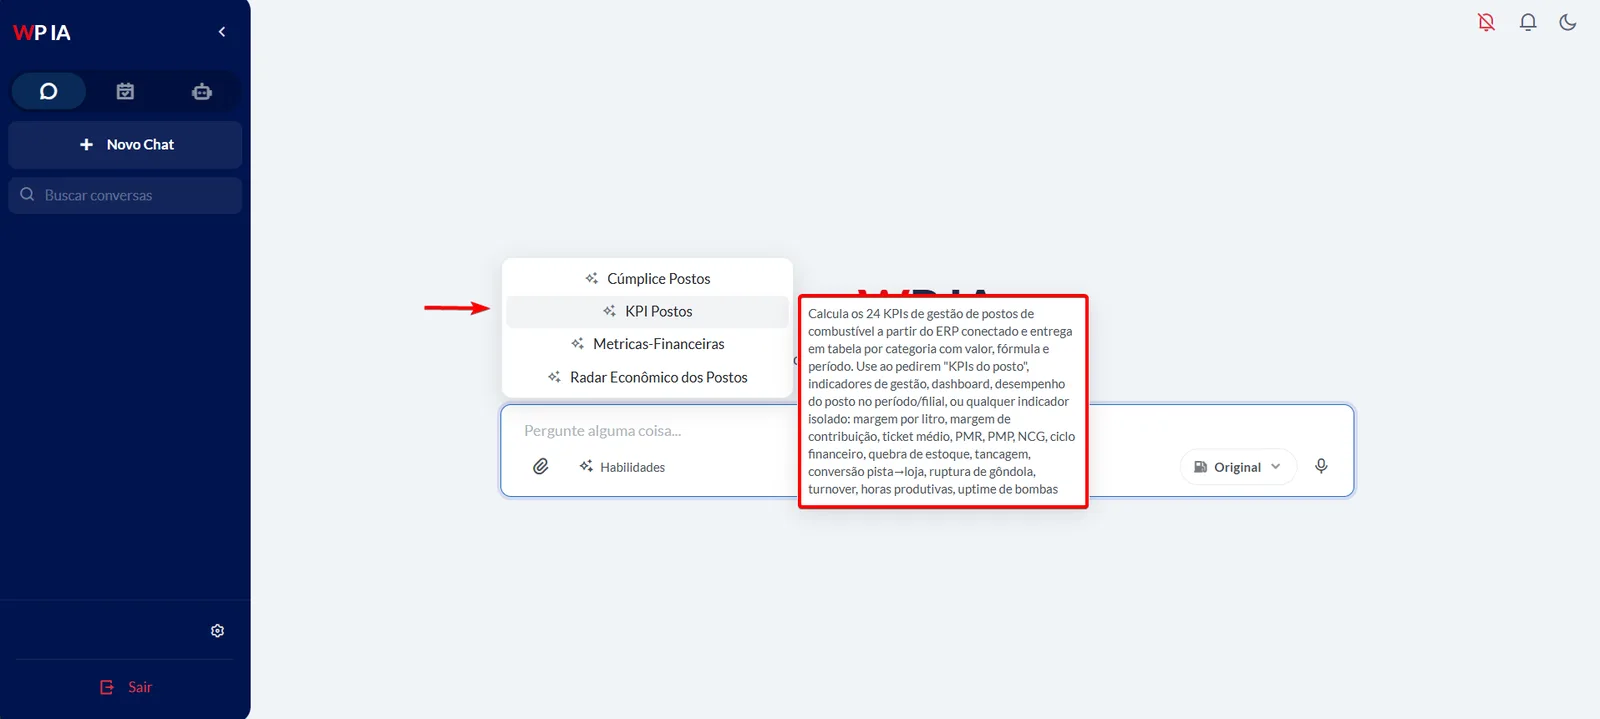 WPIA
Novo Chat
Buscar conversas
Cúmplice Postos
KPI Postos
Metricas-Financeiras
Radar Econômico dos Postos
Calcula os 24 KPIs de gestão de postos de
combustível a partir do ERP conectado e entrega
em tabela por categoria com valor, fórmula e
período. Use ao pedirem "KPIs do posto",
indicadores de gestão, dashboard, desempenho
do posto no período/filial, ou qualquer indicador
isolado: margem por litro, margem de
contribuição, ticket médio, PMR, PMP, NCG, ciclo
financeiro, quebra de estoque, tancagem,
conversão pista→loja, ruptura de gôndola,
turnover, horas produtivas, uptime de bombas
Pergunte alguma coisa...
Habilidades
Original
Sair